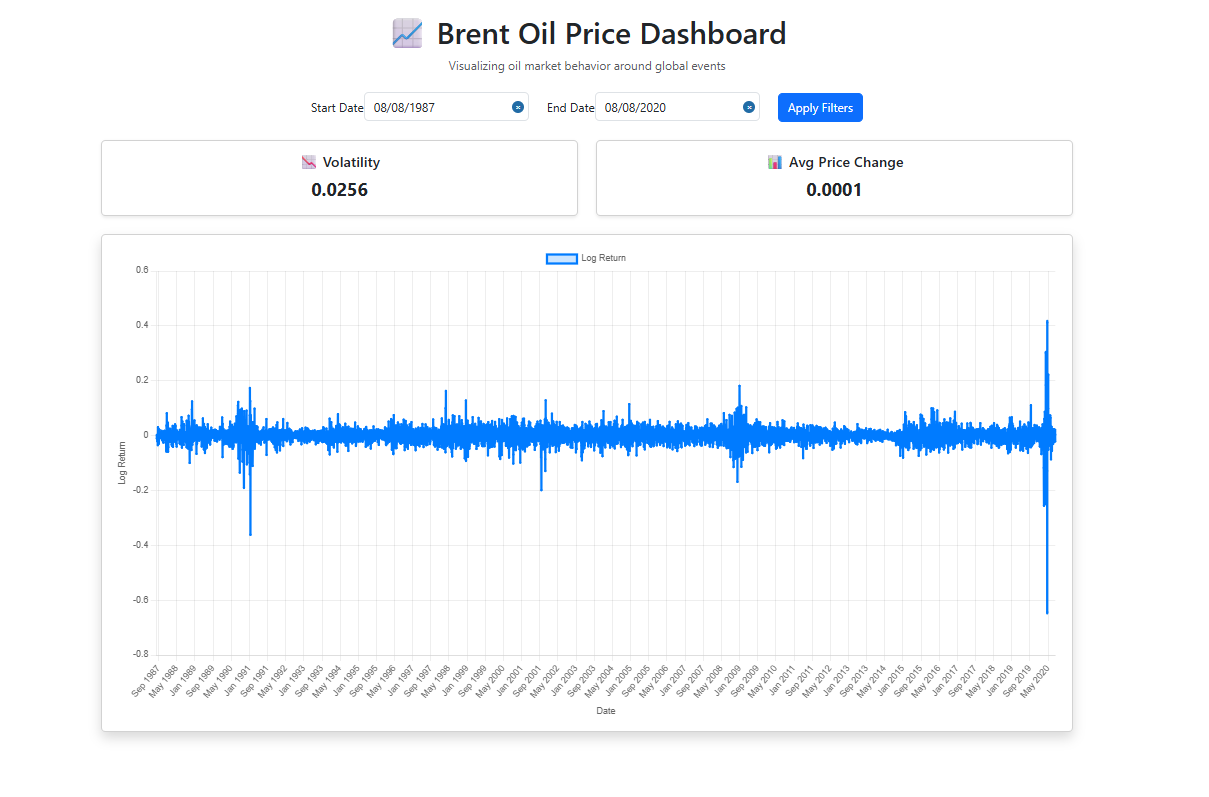 Brent Oil Price Dashboard
Visualizing oil market behavior around global events
Start Date 08/08/1987 End Date 08/08/2020 Apply Filters
Volatility
0.0256
Avg Price Change
0.0001
Log Return
0.6
0.4
0.2
0
-0.2
-0.4
-0.6
-0.8
Log Return
Sep 1987 May 1988 Jan 1989 Sep 1989 May 1990 Jan 1991 Sep 1991 May 1992 Jan 1993 Sep 1993 May 1994 Jan 1995 Sep 1995 May 1996 Jan 1997 Sep 1997 May 1998 Jan 1999 Sep 1999 May 2000 Jan 2001 Sep 2001 May 2002 Jan 2003 Sep 2003 May 2004 Jan 2005 Sep 2005 May 2006 Jan 2007 Sep 2007 May 2008 Jan 2009 Sep 2009 May 2010 Jan 2011 Sep 2011 May 2012 Jan 2013 Sep 2013 May 2014 Jan 2015 Sep 2015 May 2016 Jan 2017 Sep 2017 May 2018 Jan 2019 Sep 2019 May 2020
Date